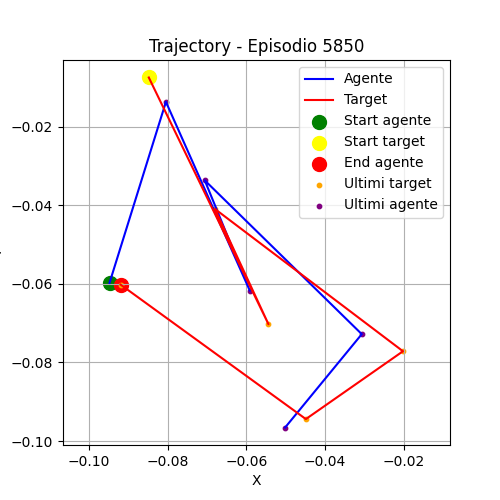 Trajectory - Episodio 5850
Agente
Target
Start agente
Start target
End agente
Ultimi target
Ultimi agente
−0.02
−0.04
−0.06
−0.08
−0.10
−0.10
−0.08
−0.06
−0.04
−0.02
X